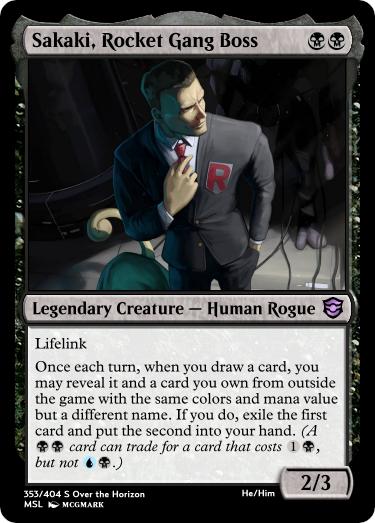 Sakaki, Rocket Gang Boss
R
Legendary Creature — Human Rogue
Lifelink
Once each turn, when you draw a card, you
may reveal it and a card you own from outside
the game with the same colors and mana value
but a different name. If you do, exile the first
card and put the second into your hand. (A
card can trade for a card that costs 1 ,
but not .)
2/3
353/404 S Over the Horizon
He/Him
MSL MCGMARK